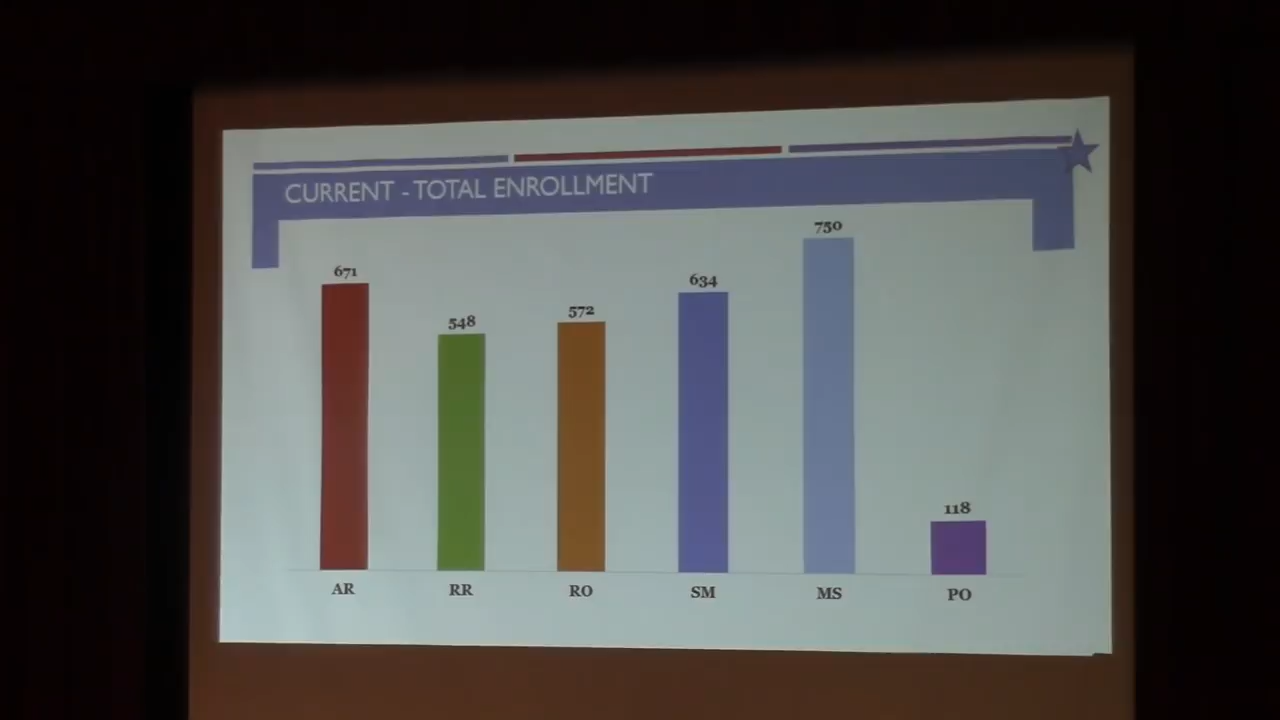 CURRENT - TOTAL ENROLLMENT
671
548
572
634
750
118
AR
RR
RO
SM
MS
PO